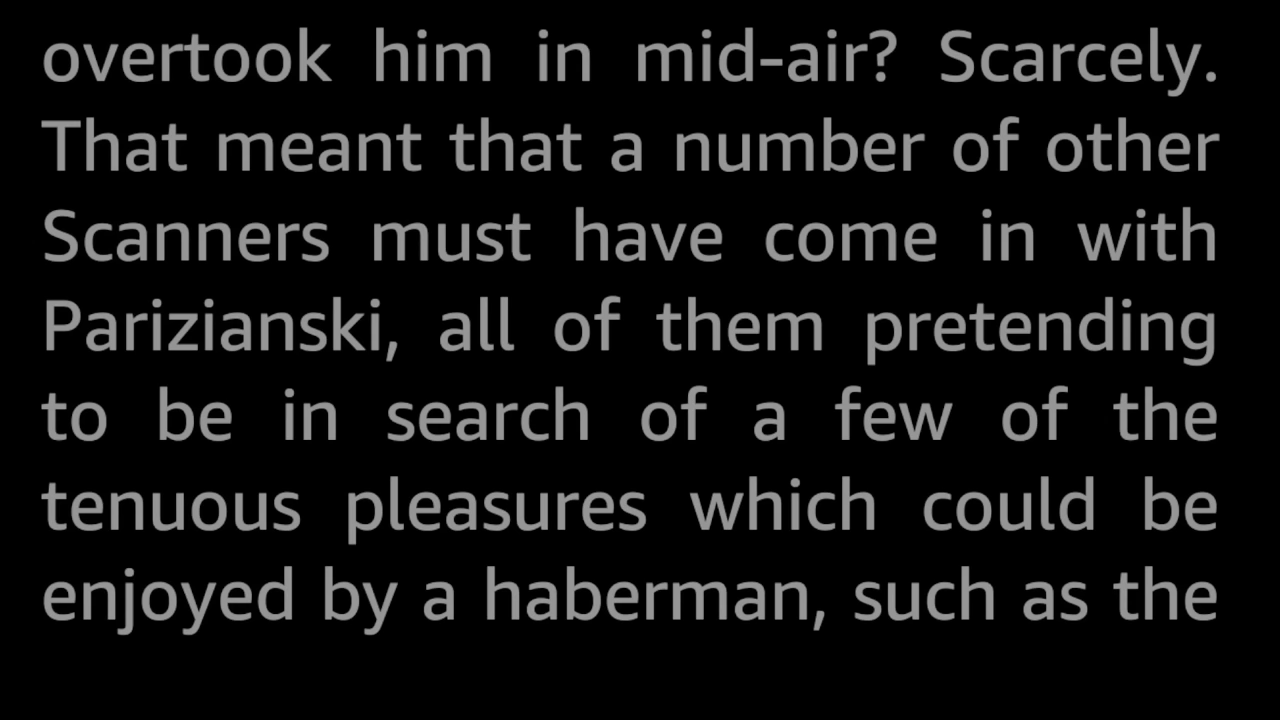 overtook him in mid-air? Scarcely.
That meant that a number of other
Scanners must have come in with
Parizianski, all of them pretending
to be in search of a few of the
tenuous pleasures which could be
enjoyed by a haberman, such as the